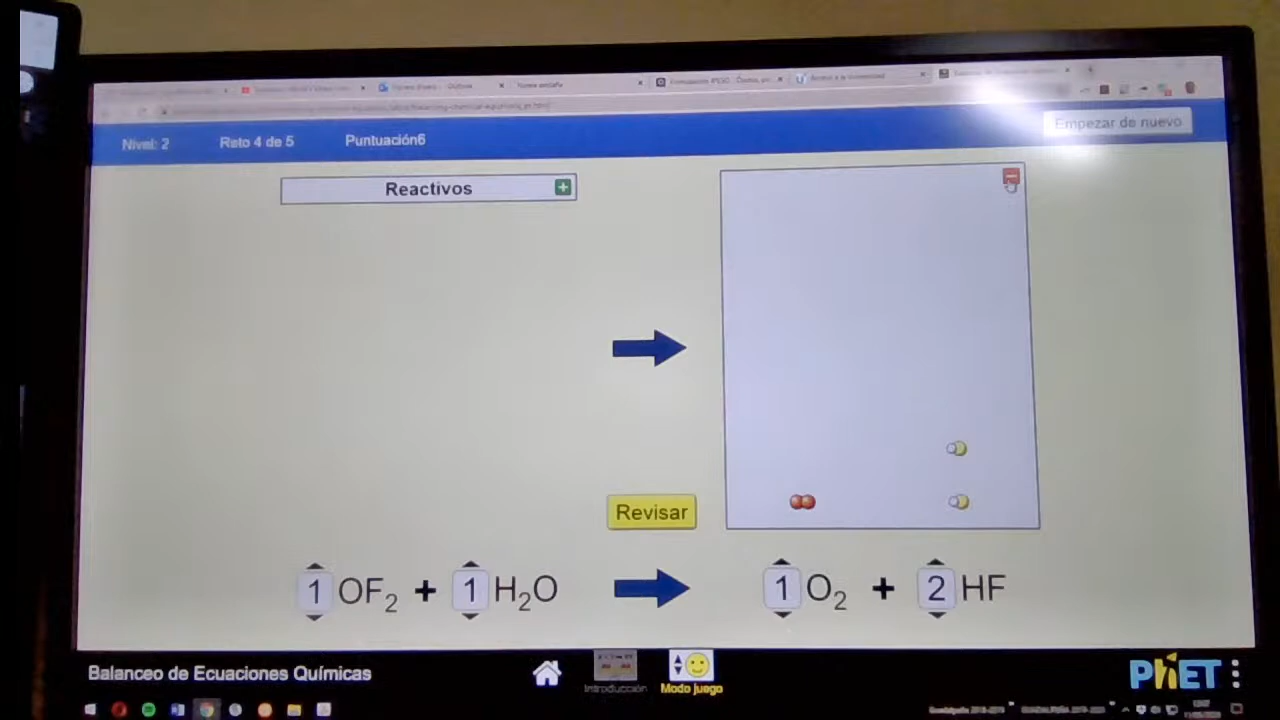 Nivel: 2 Reto 4 de 5 Puntuación6 Empezar de nuevo
Reactivos
Revisar
1 OF2 + 1 H2O 1 O2 + 2 HF
Balanceo de Ecuaciones Químicas
Introducción
Modo juego
PhET